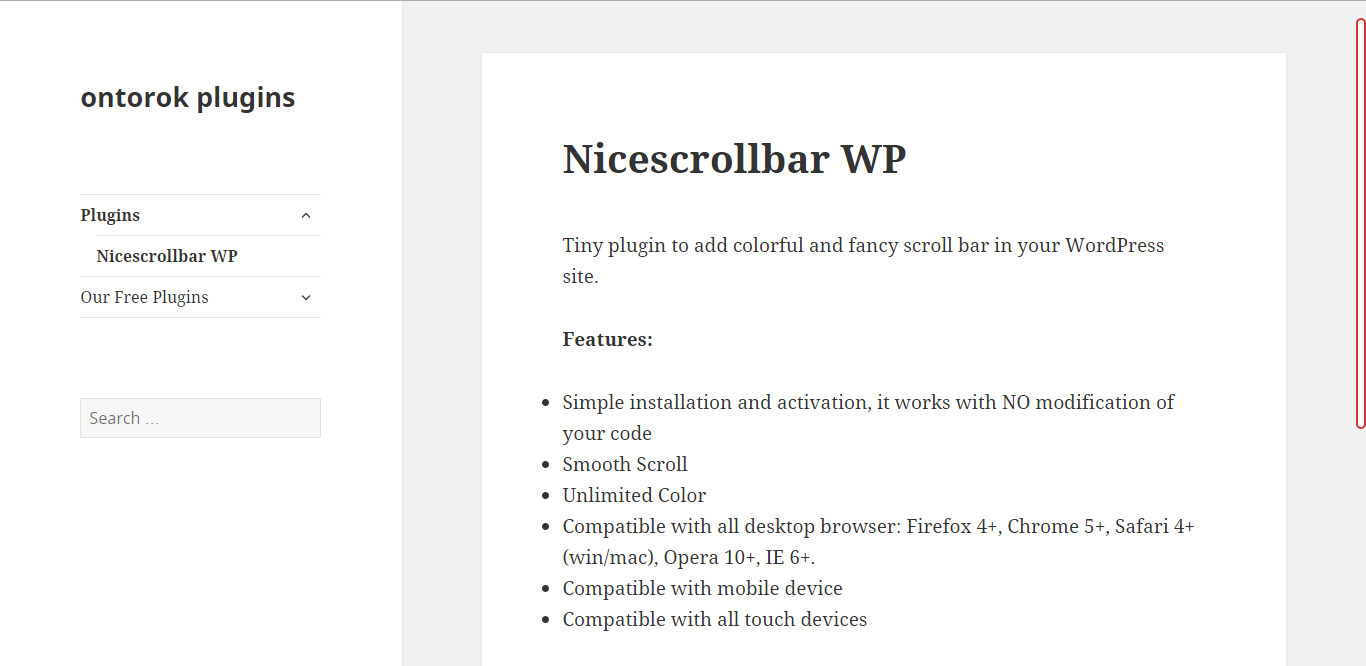 ontorok plugins
Plugins
Nicescrollbar WP
Our Free Plugins
Search …
Nicescrollbar WP
Tiny plugin to add colorful and fancy scroll bar in your WordPress
site.
Features:
Simple installation and activation, it works with NO modification of
your code
Smooth Scroll
Unlimited Color
Compatible with all desktop browser: Firefox 4+, Chrome 5+, Safari 4+
(win/mac), Opera 10+, IE 6+.
Compatible with mobile device
Compatible with all touch devices